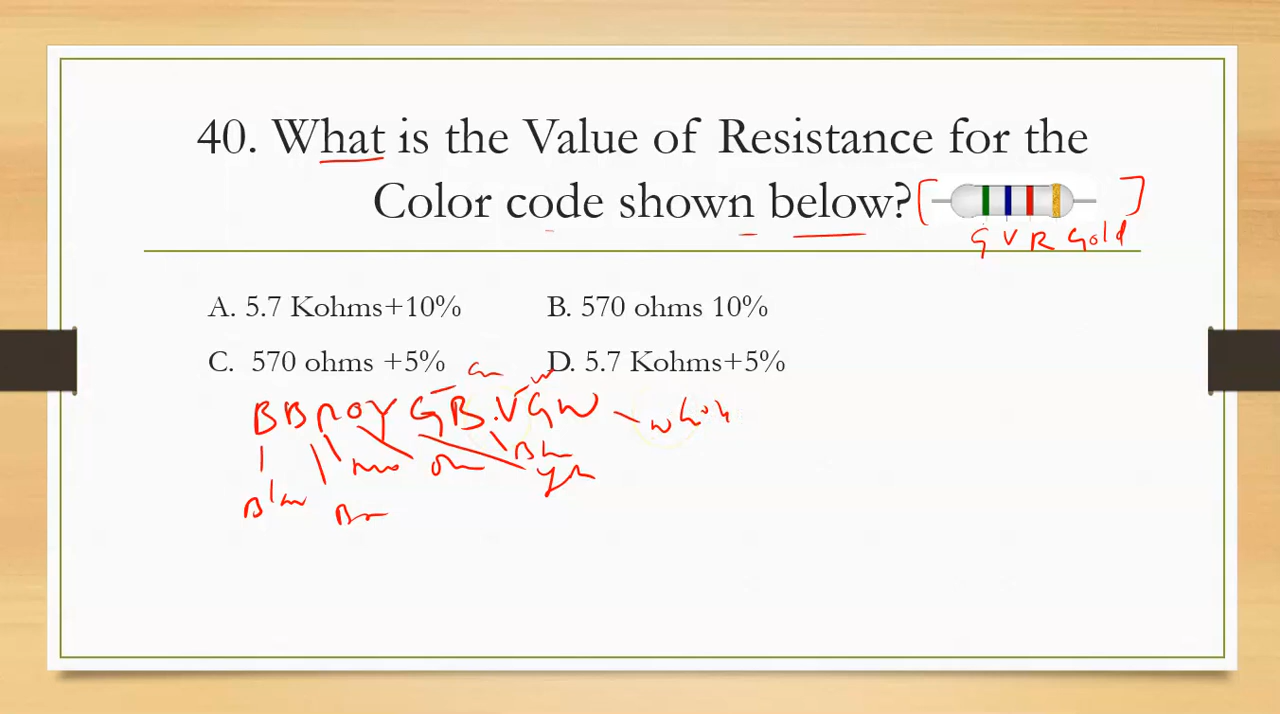 40. What is the Value of Resistance for the
Color code shown below?
G V R Gold
A. 5.7 Kohms+10%
B. 570 ohms 10%
C. 570 ohms +5%
D. 5.7 Kohms+5%
B B R O Y G B . V G W